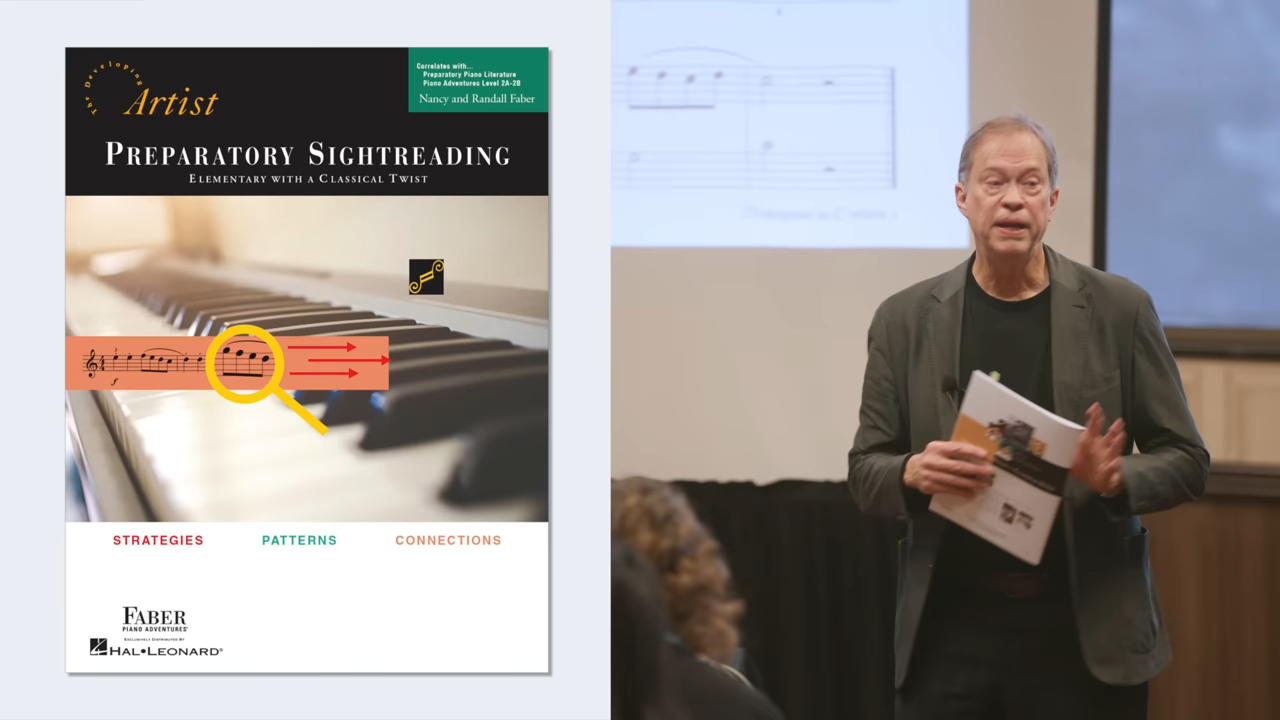 The Developing
Artist
Correlates with...
Preparatory Piano Literature
Piano Adventures Level 2A-2B
Nancy and Randall Faber
PREPARATORY SIGHTREADING
ELEMENTARY WITH A CLASSICAL TWIST
STRATEGIES PATTERNS CONNECTIONS
FABER
PIANO ADVENTURES®
EXCLUSIVELY DISTRIBUTED BY
HAL•LEONARD®